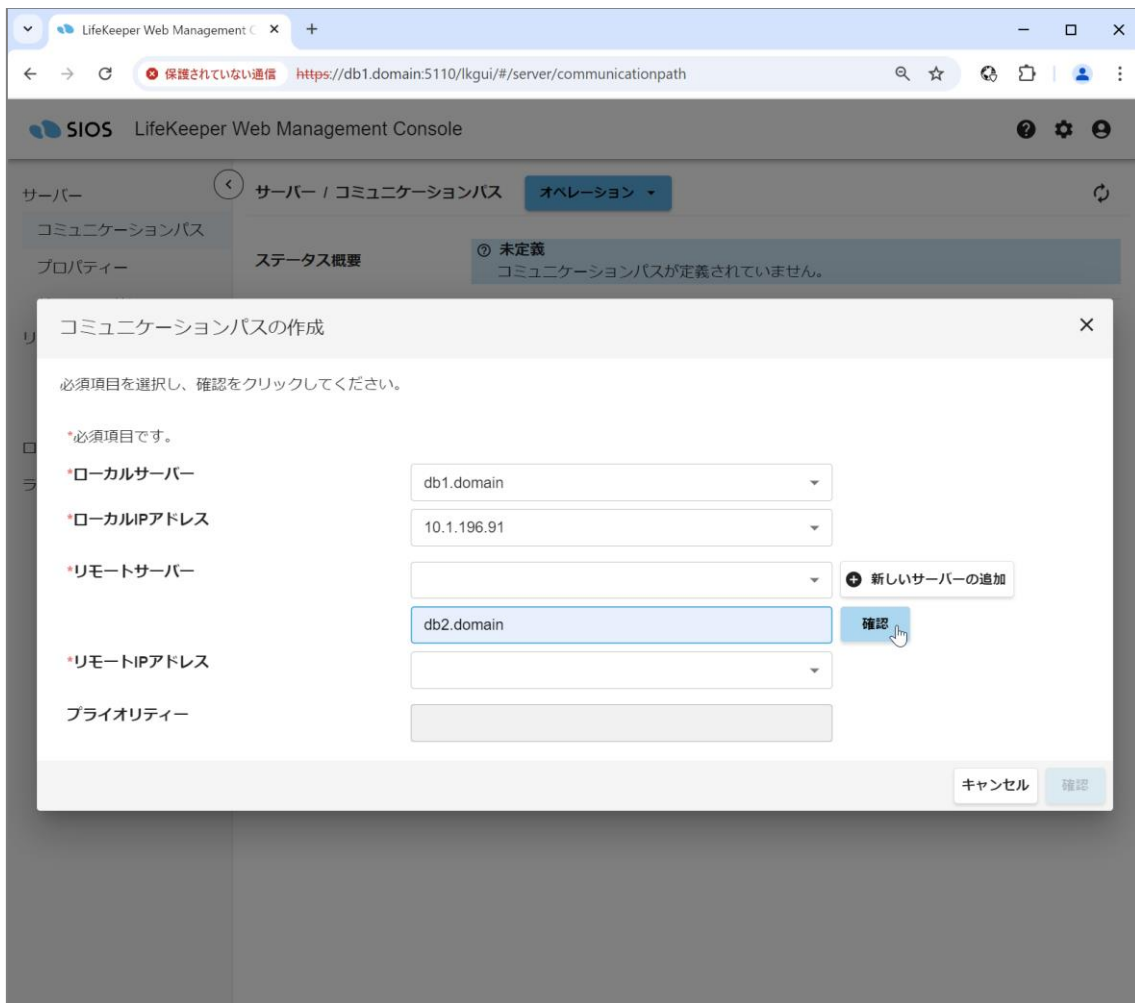 LifeKeeper Web Management C
保護されていない通信 https://db1.domain:5110/lkgui/#/server/communicationpath
SIOS LifeKeeper Web Management Console
サーバー
コミュニケーションパス
プロパティー
リ
ロ
ラ
サーバー / コミュニケーションパス オペレーション
ステータス概要
未定義
コミュニケーションパスが定義されていません。
コミュニケーションパスの作成
必須項目を選択し、確認をクリックしてください。
*必須項目です。
*ローカルサーバー db1.domain
*ローカルIPアドレス 10.1.196.91
*リモートサーバー 新しいサーバーの追加
db2.domain 確認
*リモートIPアドレス
プライオリティー
キャンセル 確認